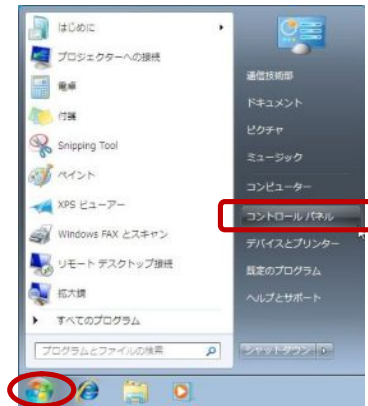 はじめに
プロジェクターへの接続
電卓
付箋
Snipping Tool
ペイント
XPS ビューアー
Windows FAX とスキャン
リモート デスクトップ接続
拡大鏡
すべてのプログラム
プログラムとファイルの検索
通信技術部
ドキュメント
ピクチャ
ミュージック
コンピューター
コントロール パネル
デバイスとプリンター
既定のプログラム
ヘルプとサポート
シャットダウン